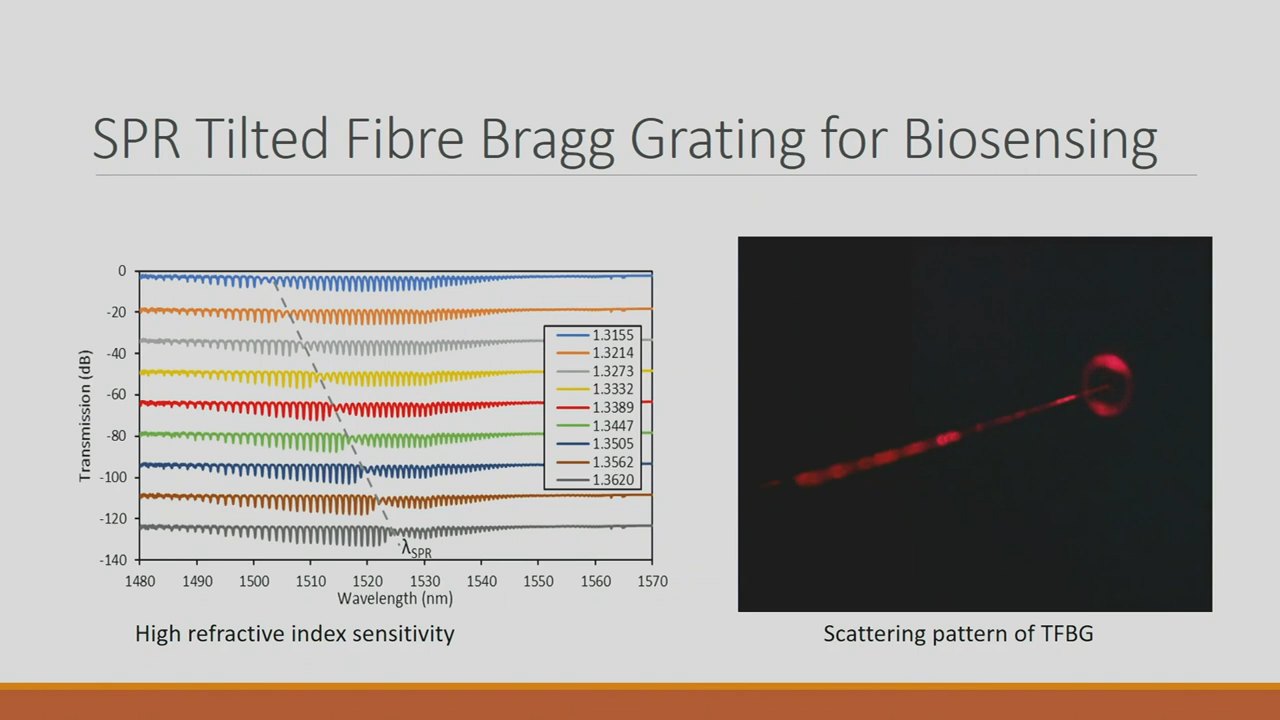 SPR Tilted Fibre Bragg Grating for Biosensing
Transmission (dB)
0
-20
-40
-60
-80
-100
-120
-140
1480 1490 1500 1510 1520 1530 1540 1550 1560 1570
Wavelength (nm)
1.3155
1.3214
1.3273
1.3332
1.3389
1.3447
1.3505
1.3562
1.3620
λSPR
High refractive index sensitivity
Scattering pattern of TFBG